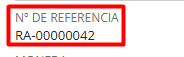 Nº DE REFERENCIA
RA-00000042